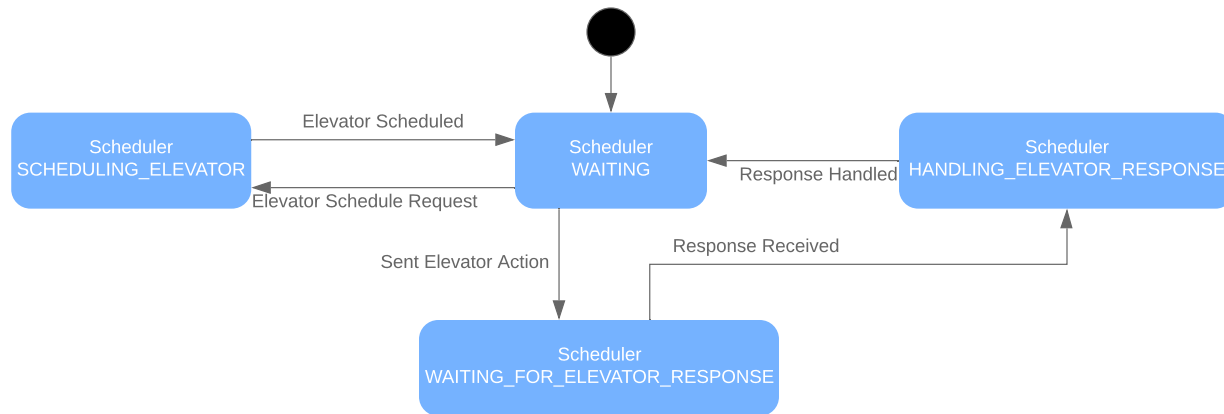 Elevator Scheduled
Scheduler
SCHEDULING_ELEVATOR
Scheduler
WAITING
Scheduler
HANDLING_ELEVATOR_RESPONSE
Response Handled
Elevator Schedule Request
Sent Elevator Action
Response Received
Scheduler
WAITING_FOR_ELEVATOR_RESPONSE